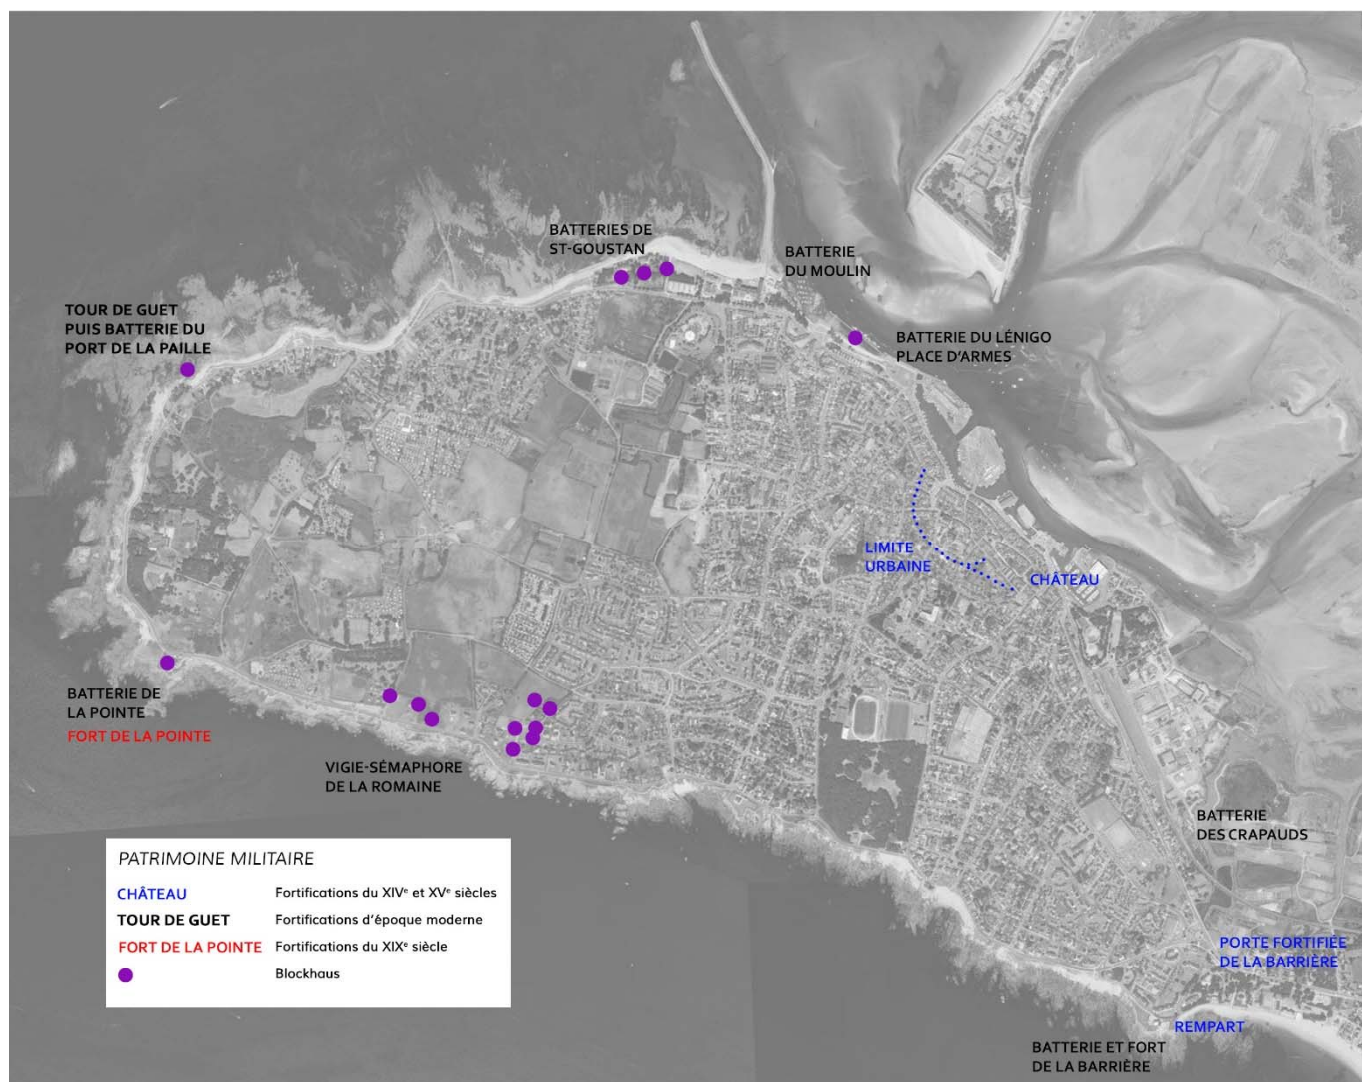 BATTERIES DE
ST-GOUSTAN
BATTERIE
DU MOULIN
TOUR DE GUET
PUIS BATTERIE DU
PORT DE LA PAILLE
BATTERIE DU LÉNIGO
PLACE D'ARMES
LIMITE
URBAINE
CHÂTEAU
BATTERIE DE
LA POINTE
FORT DE LA POINTE
VIGIE-SÉMAPHORE
DE LA ROMAINE
BATTERIE
DES CRAPAUDS
PORTE FORTIFIÉE
DE LA BARRIÈRE
REMPART
BATTERIE ET FORT
DE LA BARRIÈRE
PATRIMOINE MILITAIRE
CHÂTEAU Fortifications du XIVe et XVe siècles
TOUR DE GUET Fortifications d'époque moderne
FORT DE LA POINTE Fortifications du XIXe siècle
Blockhaus